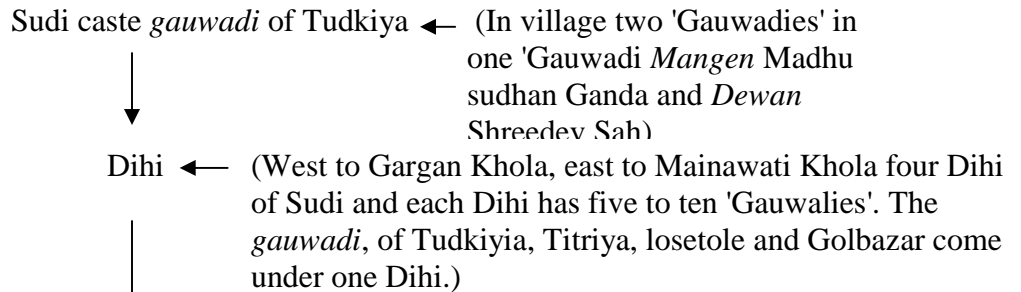 Sudi caste gauwadi of Tudkiya (In village two 'Gauwadies' in
one 'Gauwadi Mangen Madhu
sudhan Ganda and Dewan
Shreedev Sah)
Dihi (West to Gargan Khola, east to Mainawati Khola four Dihi
of Sudi and each Dihi has five to ten 'Gauwalies'. The
gauwadi, of Tudkiyia, Titriya, losetole and Golbazar come
under one Dihi.)